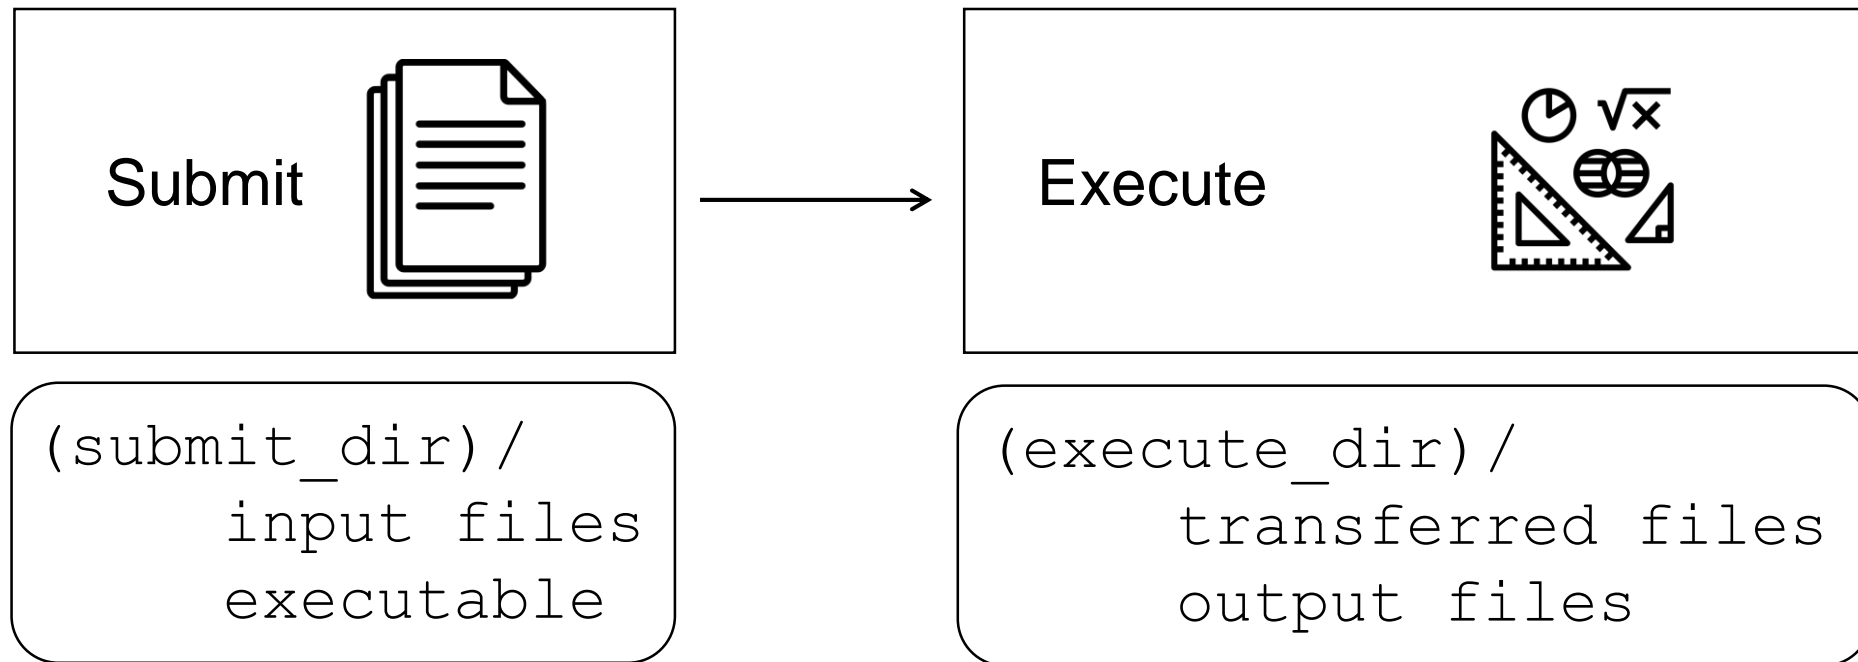 Submit
Execute
(submit_dir)/
input files
executable
(execute_dir)/
transferred files
output files